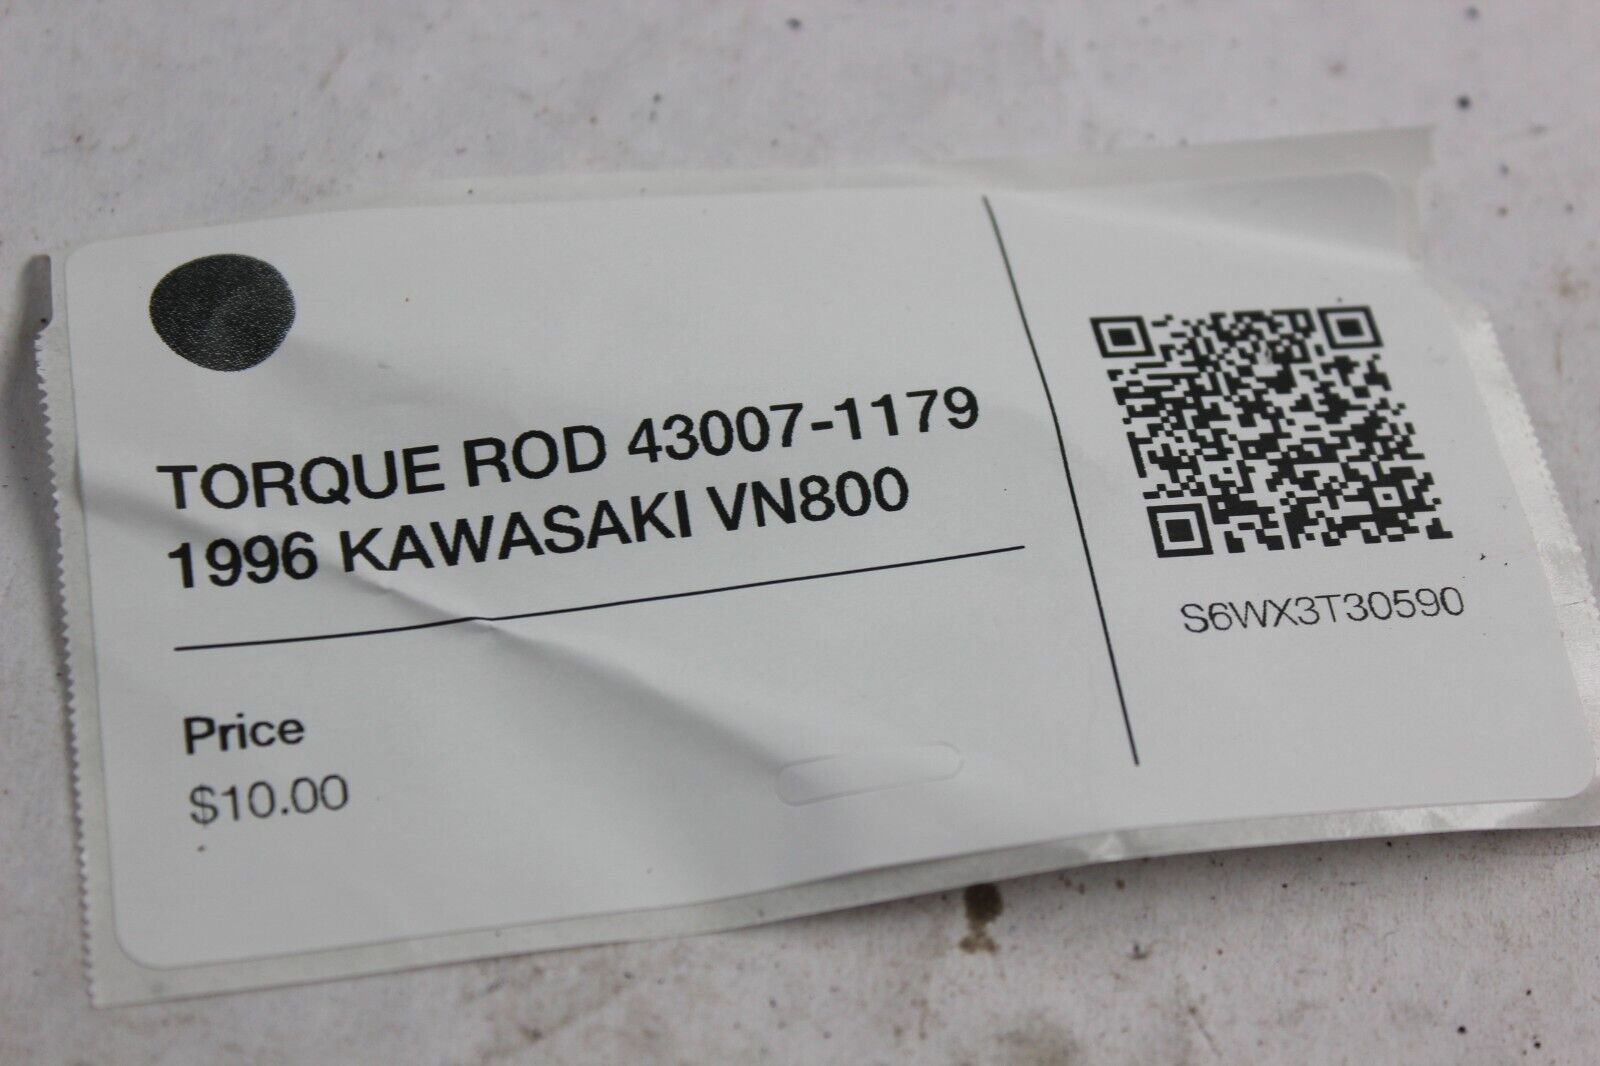 TORQUE ROD 43007-1179
1996 KAWASAKI VN800
Price
$10.00
S6WX3T30590